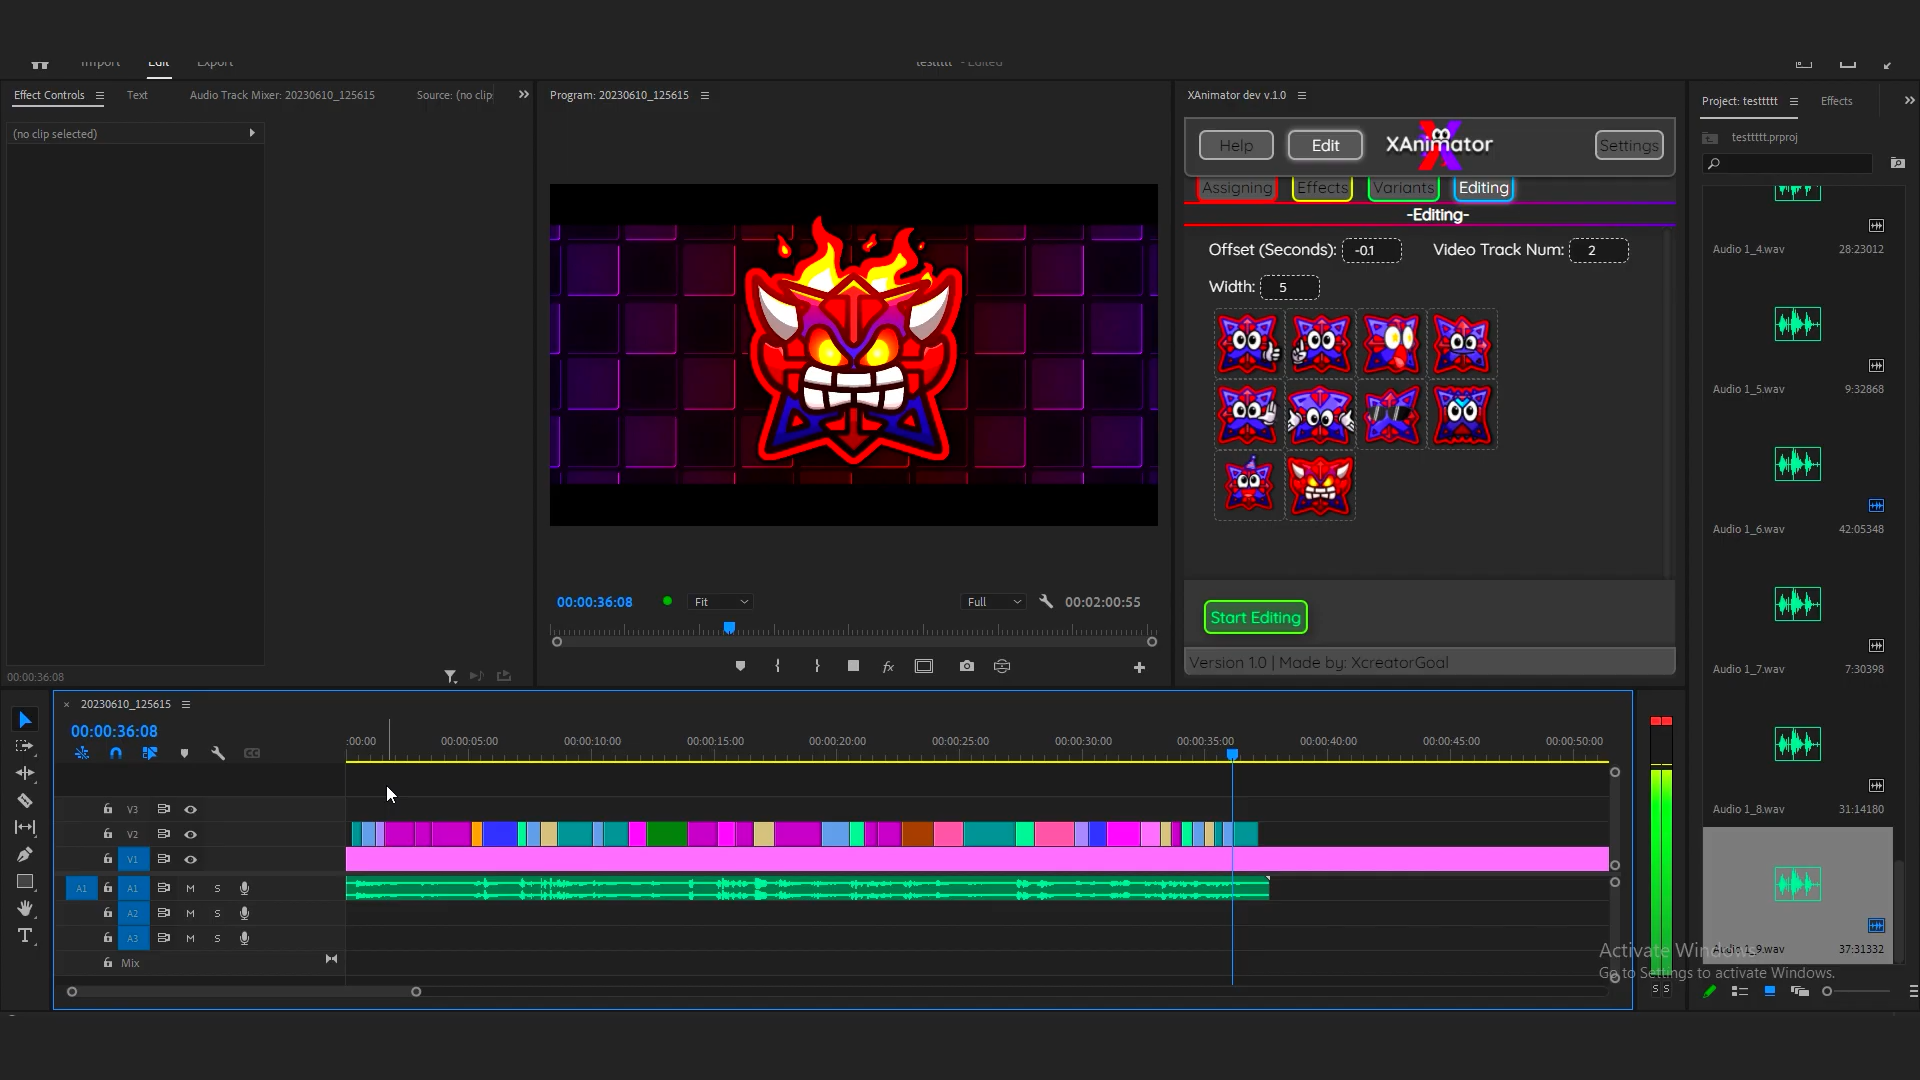 Import Edit Export
testtttt - Edited
Effect Controls Text Audio Track Mixer: 20230610_125615 Source: (no clip
(no clip selected)
00:00:36:08
Program: 20230610_125615
00:00:36:08 Fit Full 00:02:00:55
fx
XAnimator dev v.1.0
Help Edit XAnimator Settings
Assigning Effects Variants Editing
-Editing-
Offset (Seconds): -0.1 Video Track Num: 2
Width: 5
Start Editing
Version 1.0 | Made by: XcreatorGoal
Project: testtttt Effects
testtttt.prproj
Audio 1_4.wav 28:23012
Audio 1_5.wav 9:32868
Audio 1_6.wav 42:05348
Audio 1_7.wav 7:30398
Audio 1_8.wav 31:14180
Audio 1_9.wav 37:31332
Activate Windows
Go to Settings to activate Windows.
× 20230610_125615
00:00:36:08
:00:00 00:00:05:00 00:00:10:00 00:00:15:00 00:00:20:00 00:00:25:00 00:00:30:00 00:00:35:00 00:00:40:00 00:00:45:00 00:00:50:00
V3
V2
V1
A1 A1 M S
A2 M S
A3 M S
Mix
S S
T